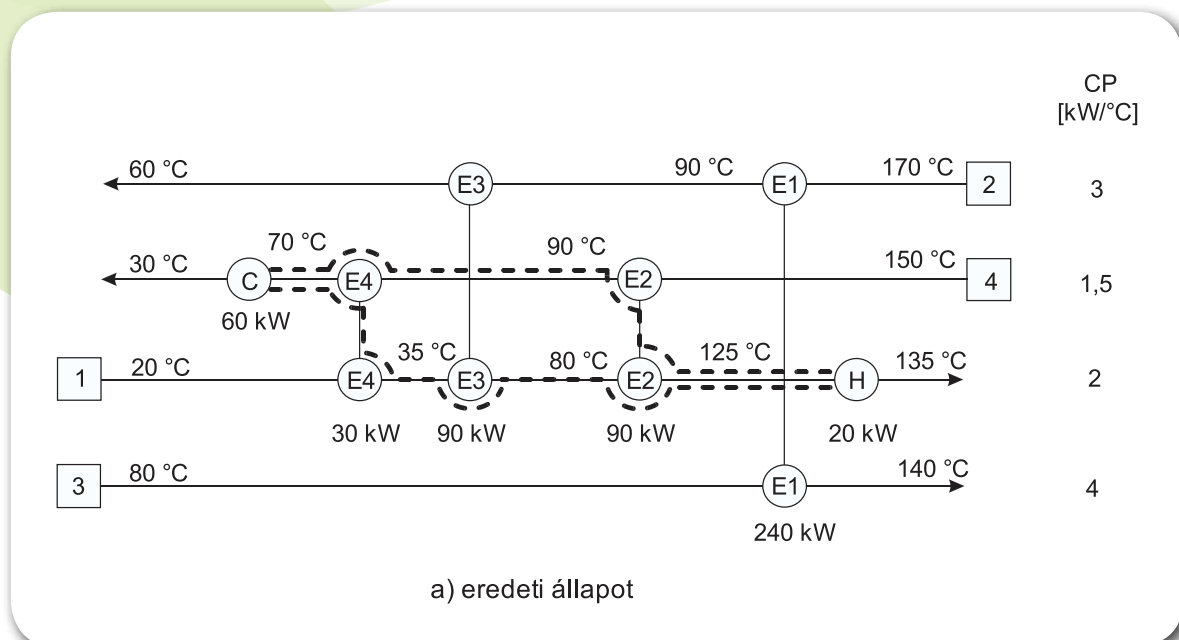 CP
[kW/°C]
60 °C E3 90 °C E1 170 °C 2 3
70 °C 90 °C
30 °C C E4 E2 150 °C 4 1,5
60 kW
1 20 °C E4 35 °C E3 80 °C E2 125 °C H 135 °C 2
30 kW 90 kW 90 kW 20 kW
3 80 °C E1 140 °C 4
240 kW
a) eredeti állapot